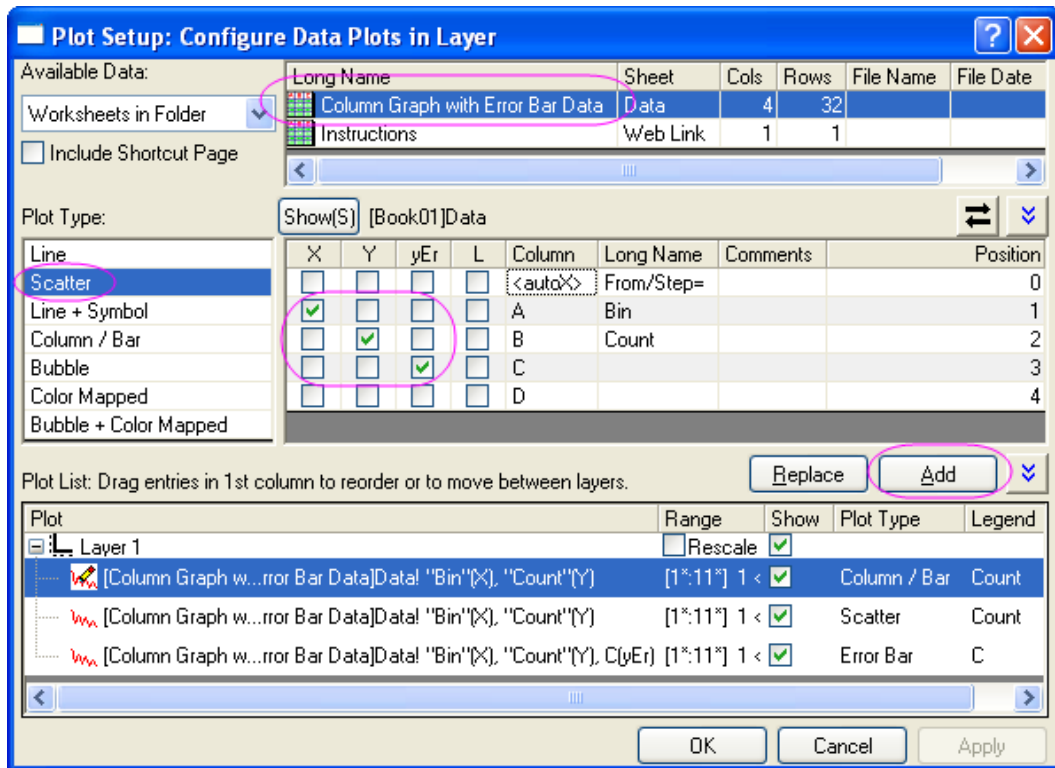 Plot Setup: Configure Data Plots in Layer
Available Data:
Worksheets in Folder
Include Shortcut Page
Long Name Sheet Cols Rows File Name File Date
Column Graph with Error Bar Data Data 4 32
Instructions Web Link 1 1
Plot Type:
Show(S) [Book01]Data
Line
Scatter
Line + Symbol
Column / Bar
Bubble
Color Mapped
Bubble + Color Mapped
X Y yEr L Column Long Name Comments Position
<autoX> From/Step= 0
A Bin 1
B Count 2
C 3
D 4
Plot List: Drag entries in 1st column to reorder or to move between layers.
Replace Add
Plot Range Show Plot Type Legend
Layer 1 Rescale
[Column Graph w...rror Bar Data]Data! "Bin"(X), "Count"(Y) [1*:11*] 1 < Column / Bar Count
[Column Graph w...rror Bar Data]Data! "Bin"(X), "Count"(Y) [1*:11*] 1 < Scatter Count
[Column Graph w...rror Bar Data]Data! "Bin"(X), "Count"(Y), C(yEr) [1*:11*] 1 < Error Bar C
OK Cancel Apply